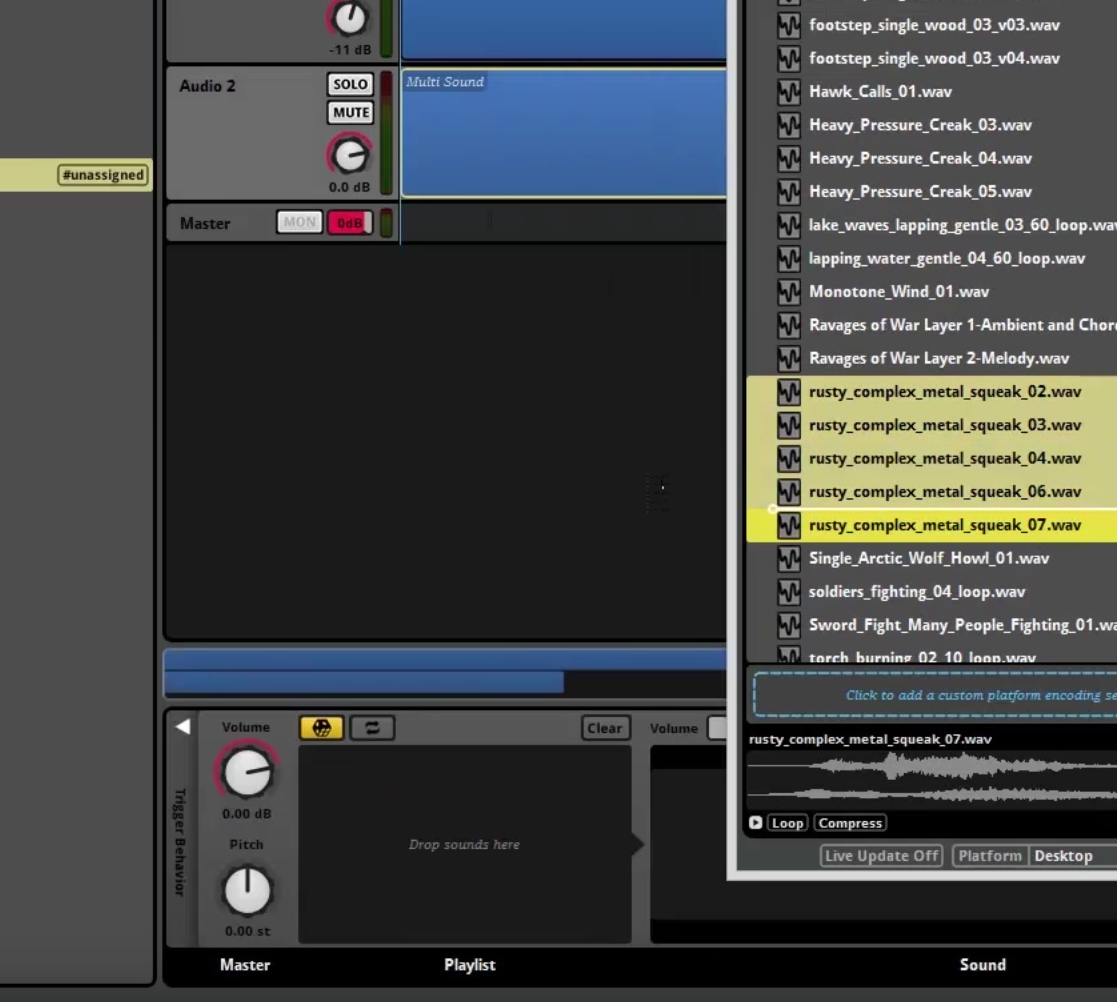 -11 dB
Audio 2
SOLO
MUTE
0.0 dB
Multi Sound
#unassigned
Master
MON
0dB
footstep_single_wood_03_v03.wav
footstep_single_wood_03_v04.wav
Hawk_Calls_01.wav
Heavy_Pressure_Creak_03.wav
Heavy_Pressure_Creak_04.wav
Heavy_Pressure_Creak_05.wav
lake_waves_lapping_gentle_03_60_loop.wav
lapping_water_gentle_04_60_loop.wav
Monotone_Wind_01.wav
Ravages of War Layer 1-Ambient and Chor
Ravages of War Layer 2-Melody.wav
rusty_complex_metal_squeak_02.wav
rusty_complex_metal_squeak_03.wav
rusty_complex_metal_squeak_04.wav
rusty_complex_metal_squeak_06.wav
rusty_complex_metal_squeak_07.wav
Single_Arctic_Wolf_Howl_01.wav
soldiers_fighting_04_loop.wav
Sword_Fight_Many_People_Fighting_01.wa
torch_burning_02_10_loop.wav
Click to add a custom platform encoding se
rusty_complex_metal_squeak_07.wav
Loop
Compress
Live Update Off
Platform
Desktop
Trigger Behavior
Volume
0.00 dB
Pitch
0.00 st
Clear
Volume
Drop sounds here
Master
Playlist
Sound